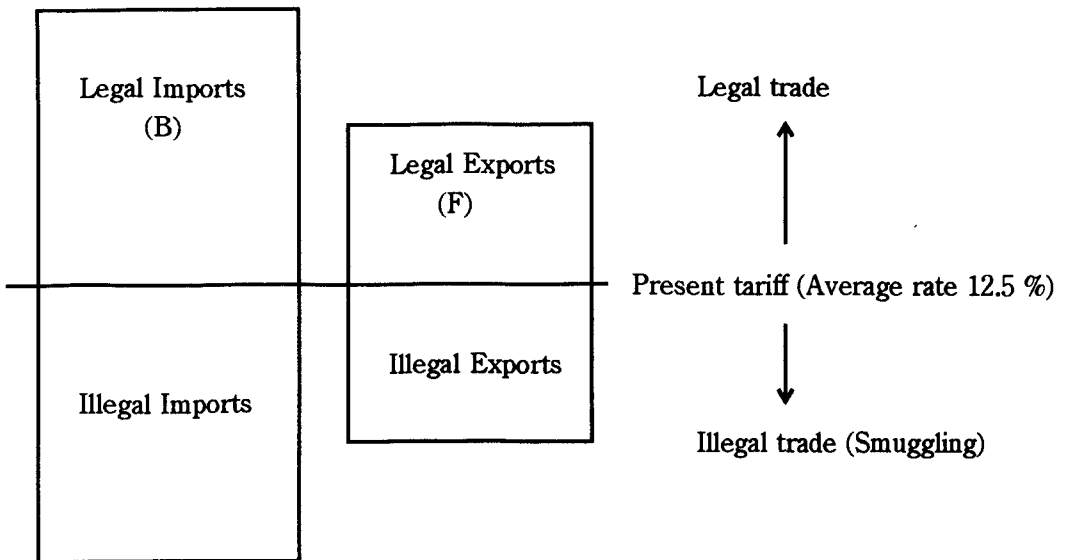 Legal Imports
(B)
Legal Exports
(F)
Legal trade
Present tariff (Average rate 12.5 %)
Illegal Imports
Illegal Exports
Illegal trade (Smuggling)